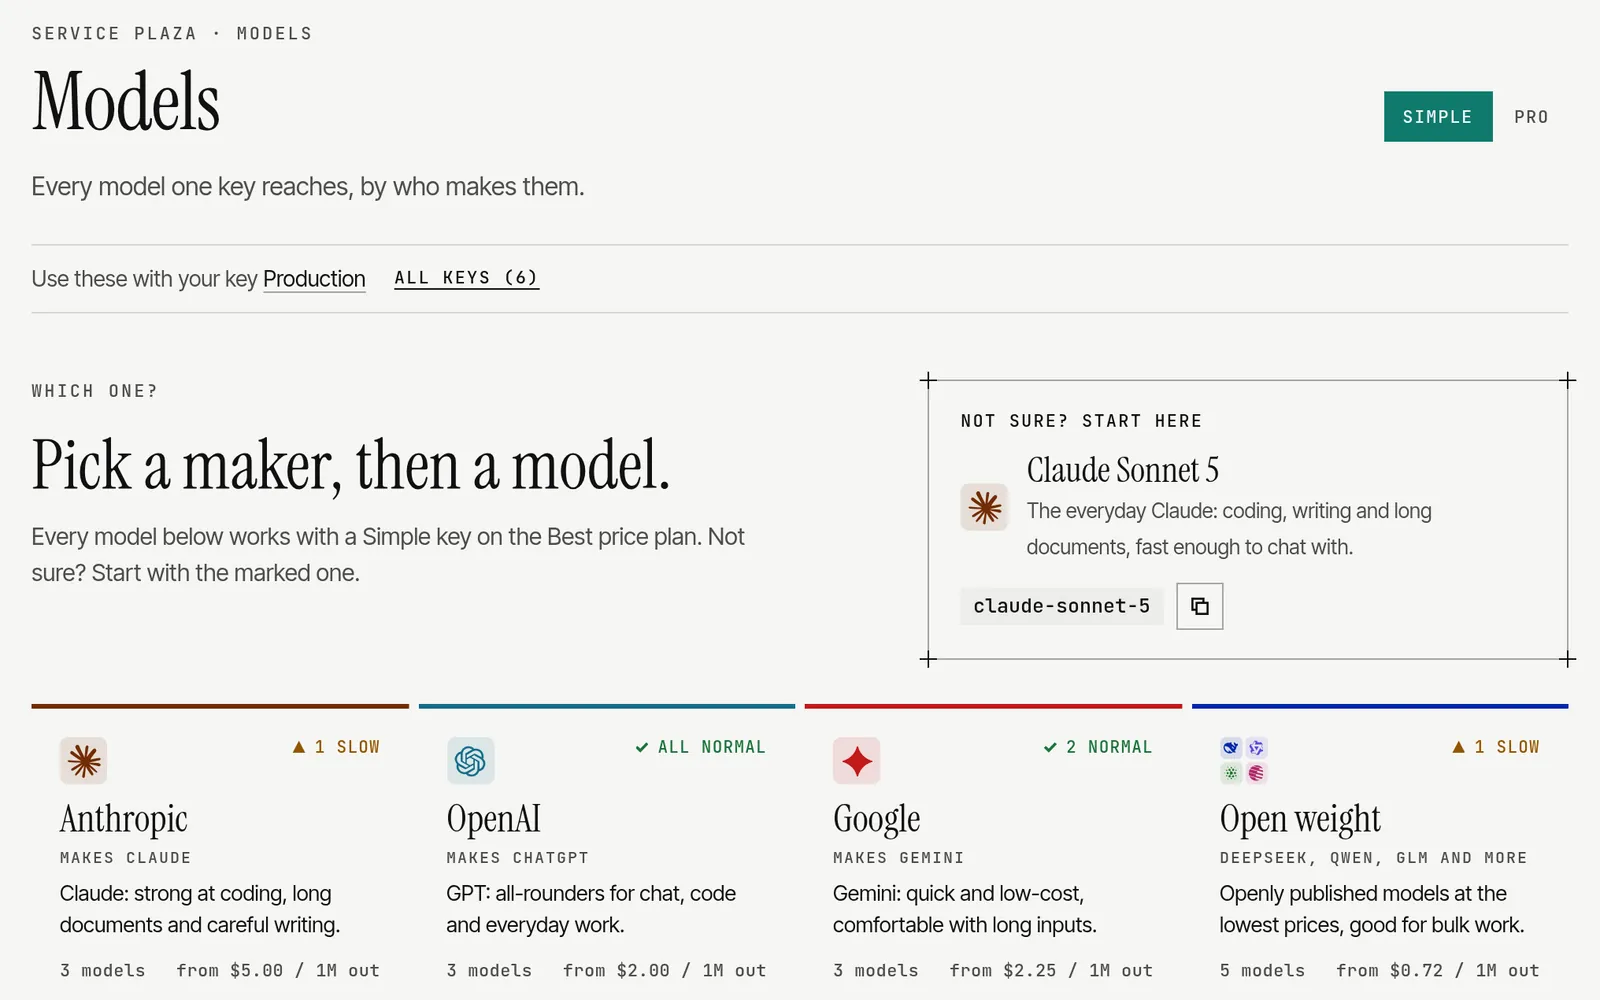 SERVICE PLAZA · MODELS
Models
SIMPLE
PRO
Every model one key reaches, by who makes them.
Use these with your key Production
ALL KEYS (6)
WHICH ONE?
Pick a maker, then a model.
Every model below works with a Simple key on the Best price plan. Not
sure? Start with the marked one.
NOT SURE? START HERE
Claude Sonnet 5
The everyday Claude: coding, writing and long
documents, fast enough to chat with.
claude-sonnet-5
1 SLOW
Anthropic
MAKES CLAUDE
Claude: strong at coding, long
documents and careful writing.
3 models from $5.00 / 1M out
ALL NORMAL
OpenAI
MAKES CHATGPT
GPT: all-rounders for chat, code
and everyday work.
3 models from $2.00 / 1M out
2 NORMAL
Google
MAKES GEMINI
Gemini: quick and low-cost,
comfortable with long inputs.
3 models from $2.25 / 1M out
1 SLOW
Open weight
DEEPSEEK, QWEN, GLM AND MORE
Openly published models at the
lowest prices, good for bulk work.
5 models from $0.72 / 1M out